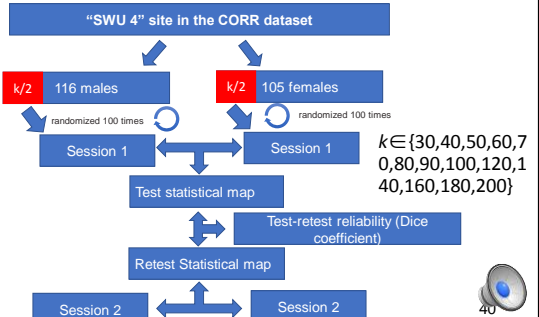 “SWU 4” site in the CORR dataset
k/2 116 males
k/2 105 females
randomized 100 times
randomized 100 times
Session 1
Session 1
k∈{30,40,50,60,7
0,80,90,100,120,1
40,160,180,200}
Test statistical map
Test-retest reliability (Dice
coefficient)
Retest Statistical map
Session 2
Session 2
40